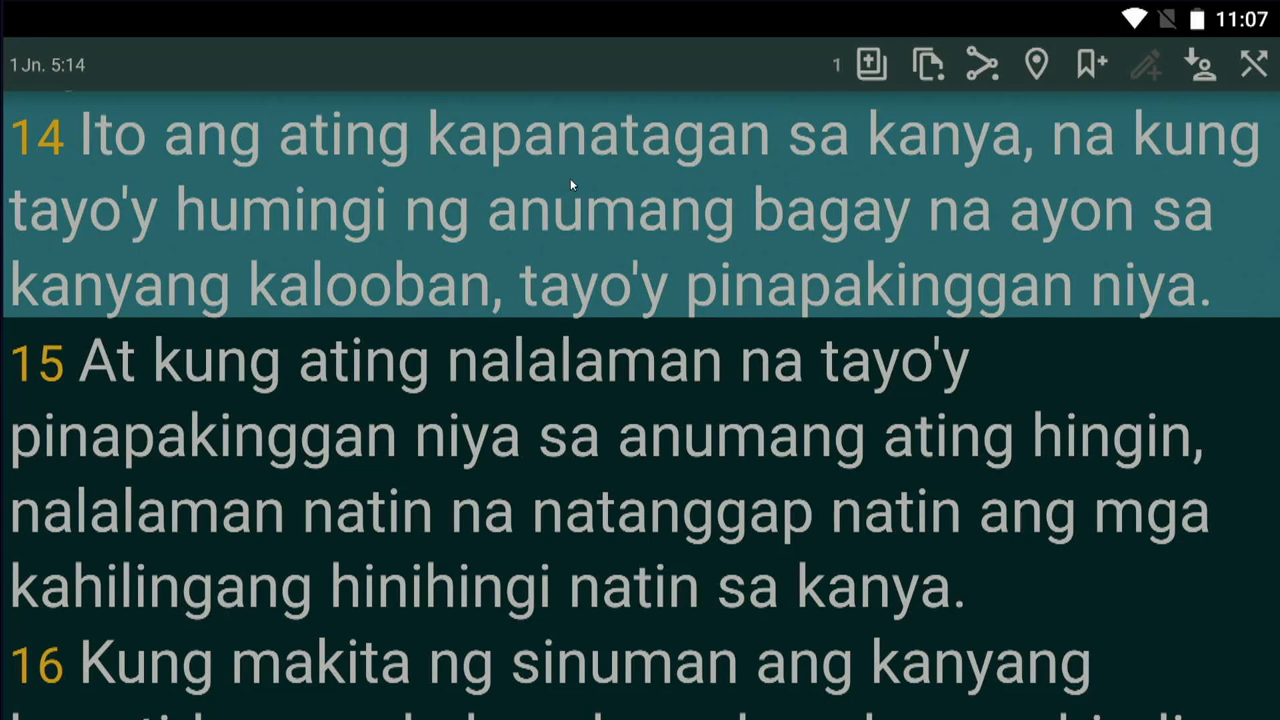 11:07
1 Jn. 5:14
1
14 Ito ang ating kapanatagan sa kanya, na kung
tayo'y humingi ng anumang bagay na ayon sa
kanyang kalooban, tayo'y pinapakinggan niya.
15 At kung ating nalalaman na tayo'y
pinapakinggan niya sa anumang ating hingin,
nalalaman natin na natanggap natin ang mga
kahilingang hinihingi natin sa kanya.
16 Kung makita ng sinuman ang kanyang